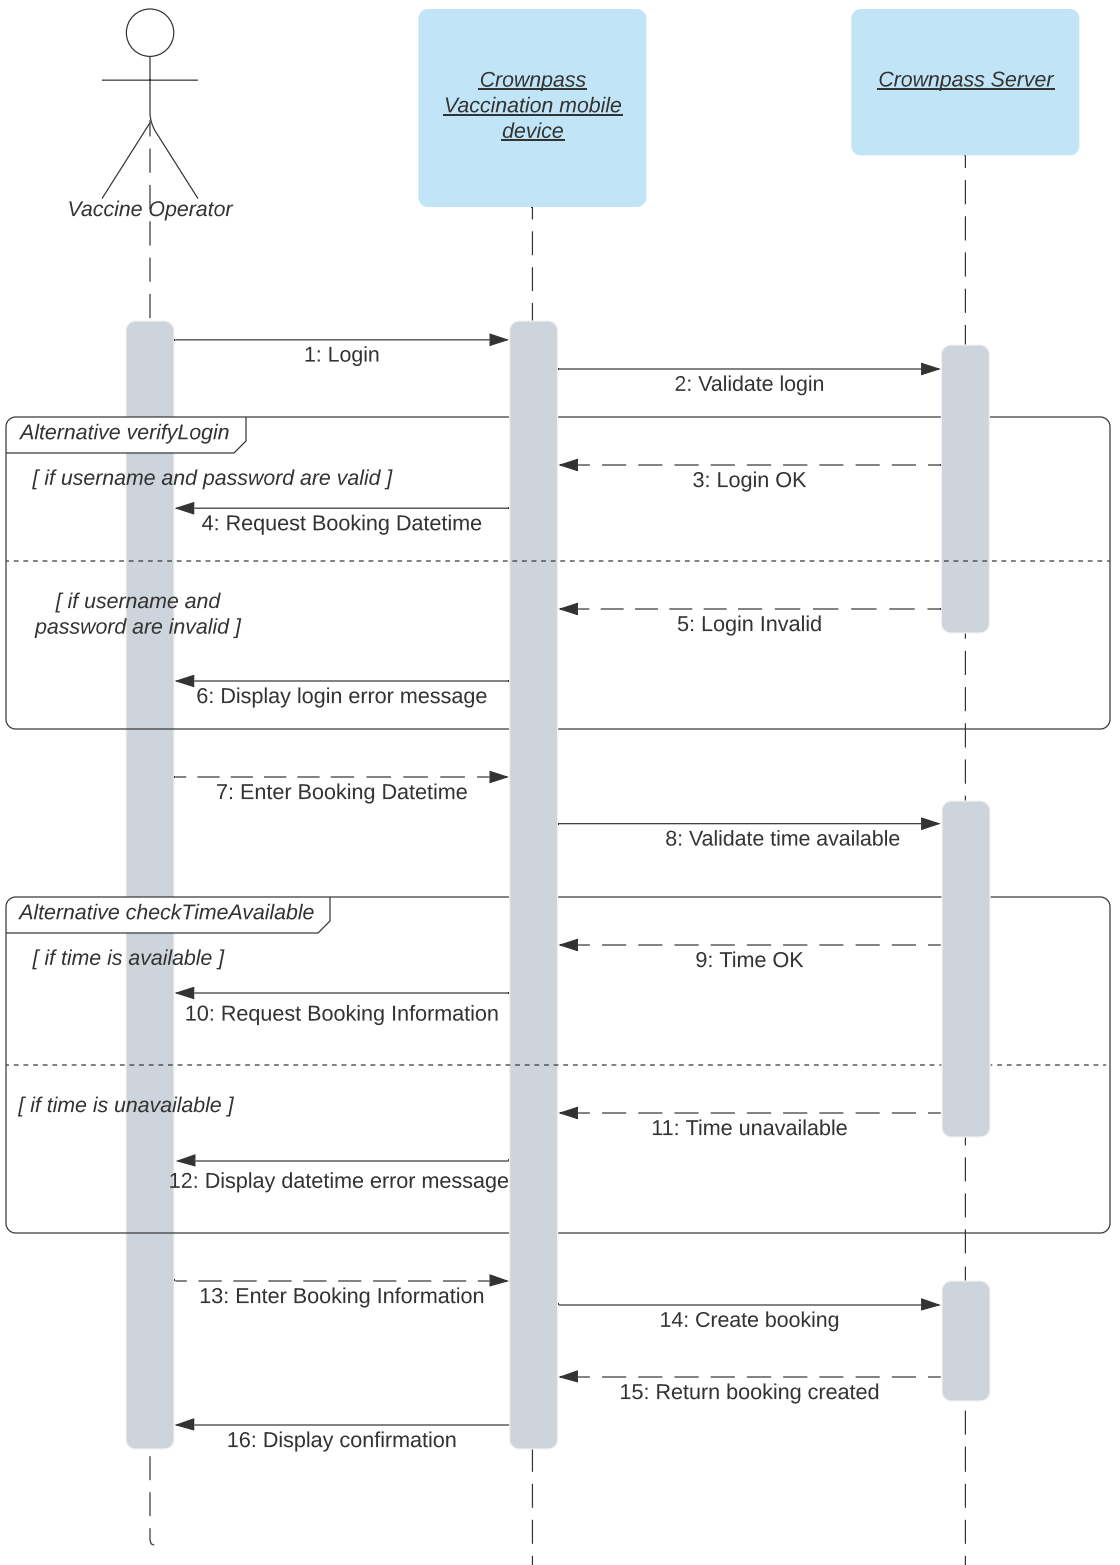 Crownpass
Vaccination mobile
device
Crownpass Server
Vaccine Operator
1: Login
2: Validate login
Alternative verifyLogin
[ if username and password are valid ]
3: Login OK
4: Request Booking Datetime
[ if username and
password are invalid ]
5: Login Invalid
6: Display login error message
7: Enter Booking Datetime
8: Validate time available
Alternative checkTimeAvailable
[ if time is available ]
9: Time OK
10: Request Booking Information
[ if time is unavailable ]
11: Time unavailable
12: Display datetime error message
13: Enter Booking Information
14: Create booking
15: Return booking created
16: Display confirmation